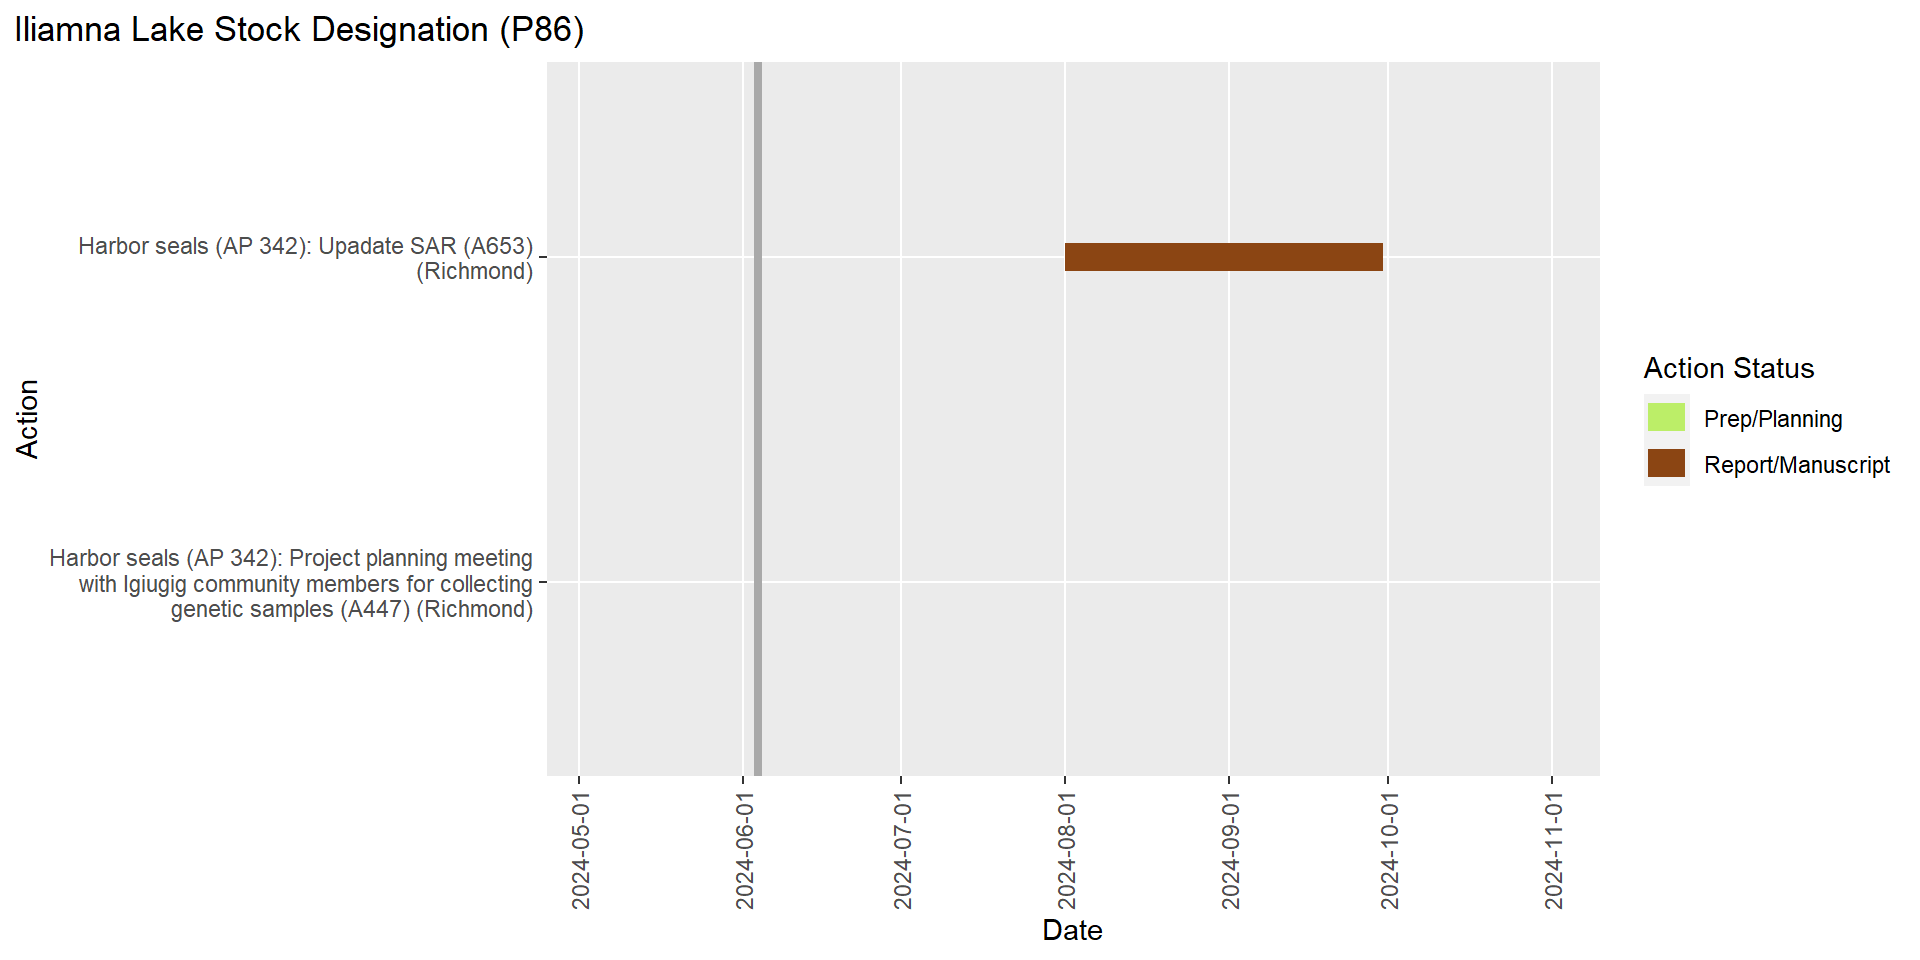 Iliamna Lake Stock Designation (P86)
Harbor seals (AP 342): Upadate SAR (A653)
(Richmond)
Harbor seals (AP 342): Project planning meeting
with Igiugig community members for collecting
genetic samples (A447) (Richmond)
Action
2024-05-01
2024-06-01
2024-07-01
2024-08-01
2024-09-01
2024-10-01
2024-11-01
Date
Action Status
Prep/Planning
Report/Manuscript